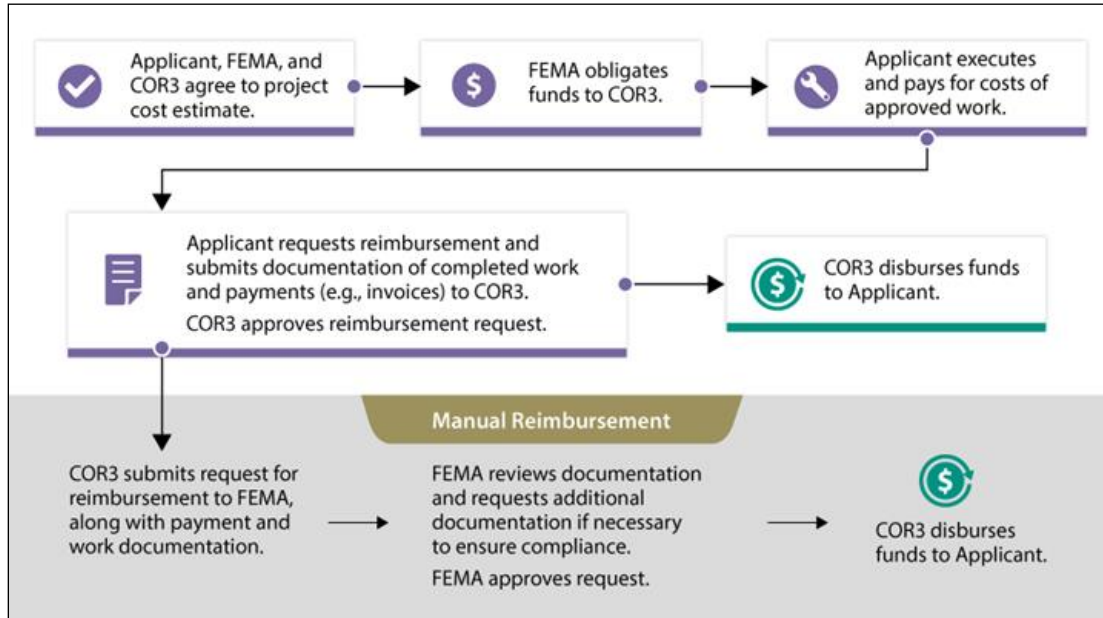 Applicant, FEMA, and
COR3 agree to project
cost estimate.
$
FEMA obligates
funds to COR3.
Applicant executes
and pays for costs of
approved work.
Applicant requests reimbursement and
submits documentation of completed work
and payments (e.g., invoices) to COR3.
COR3 approves reimbursement request.
$
COR3 disburses funds
to Applicant.
Manual Reimbursement
COR3 submits request for
reimbursement to FEMA,
along with payment and
work documentation.
FEMA reviews documentation
and requests additional
documentation if necessary
to ensure compliance.
FEMA approves request.
$
COR3 disburses
funds to Applicant.